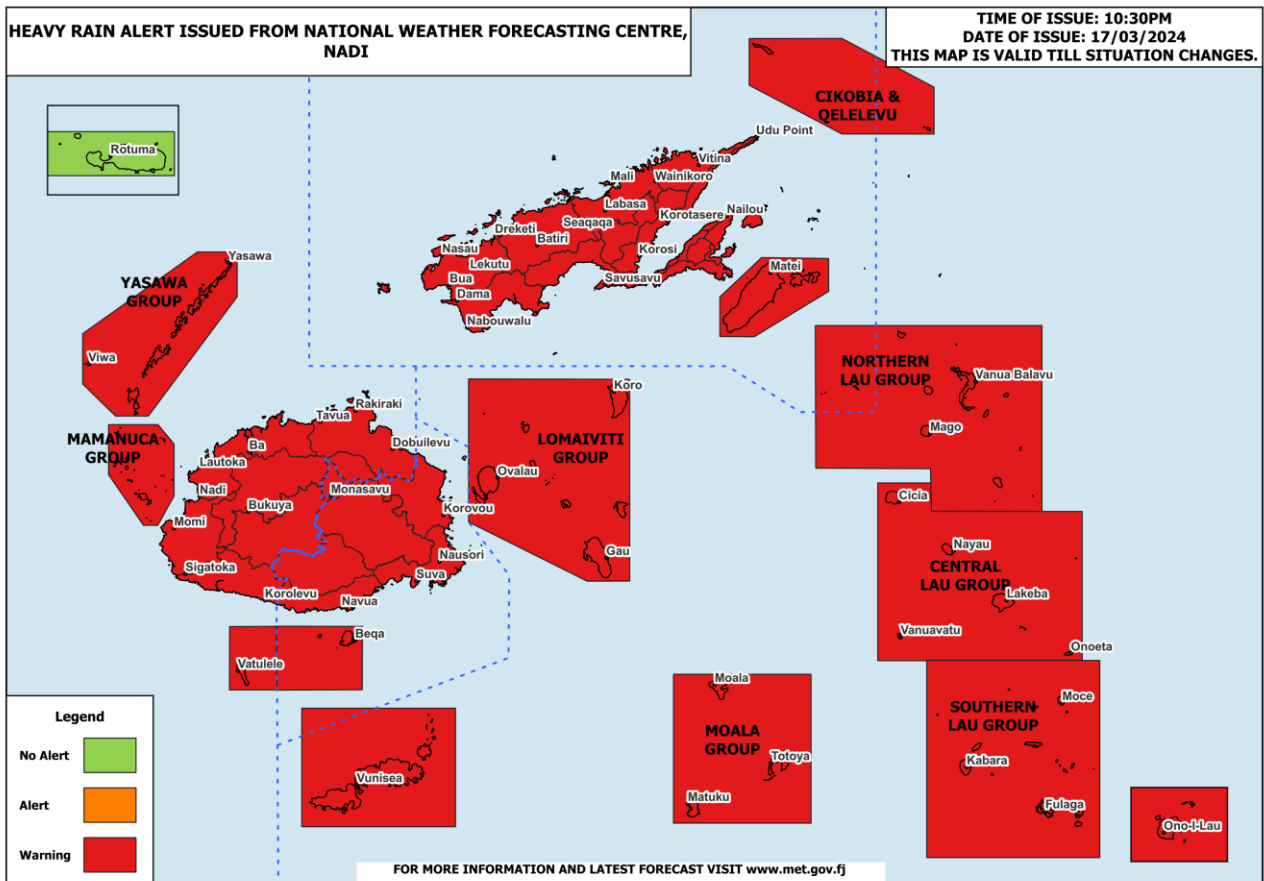 HEAVY RAIN ALERT ISSUED FROM NATIONAL WEATHER FORECASTING CENTRE,
NADI
TIME OF ISSUE: 10:30PM
DATE OF ISSUE: 17/03/2024
THIS MAP IS VALID TILL SITUATION CHANGES.
CIKOBIA &
QELELEVU
Udu Point
Rotuma
Vitina
Mali
Wainikoro
Labasa
Nailou
Korotasere
Seaqaqa
Dreketi
Batiri
Nasau
Korosi
Lekutu
Bua
Savusavu
Dama
Nabouwalu
Matei
Yasawa
YASAWA
GROUP
Viwa
NORTHERN
LAU GROUP
Vanua Balavu
Mago
Koro
LOMAIVITI
GROUP
Ovalau
Gau
MAMANUCA
GROUP
Rakiraki
Tavua
Ba
Dobuilevu
Lautoka
Nadi
Monasavu
Bukuya
Korovou
Momi
Nausori
Sigatoka
Suva
Korolevu
Navua
Cicia
Nayau
CENTRAL
LAU GROUP
Lakeba
Vanuavatu
Onoeta
Beqa
Vatulele
Moala
MOALA
GROUP
Totoya
Matuku
SOUTHERN
LAU GROUP
Moce
Kabara
Fulaga
Ono-I-Lau
Vunisea
Legend
No Alert
Alert
Warning
FOR MORE INFORMATION AND LATEST FORECAST VISIT www.met.gov.fj